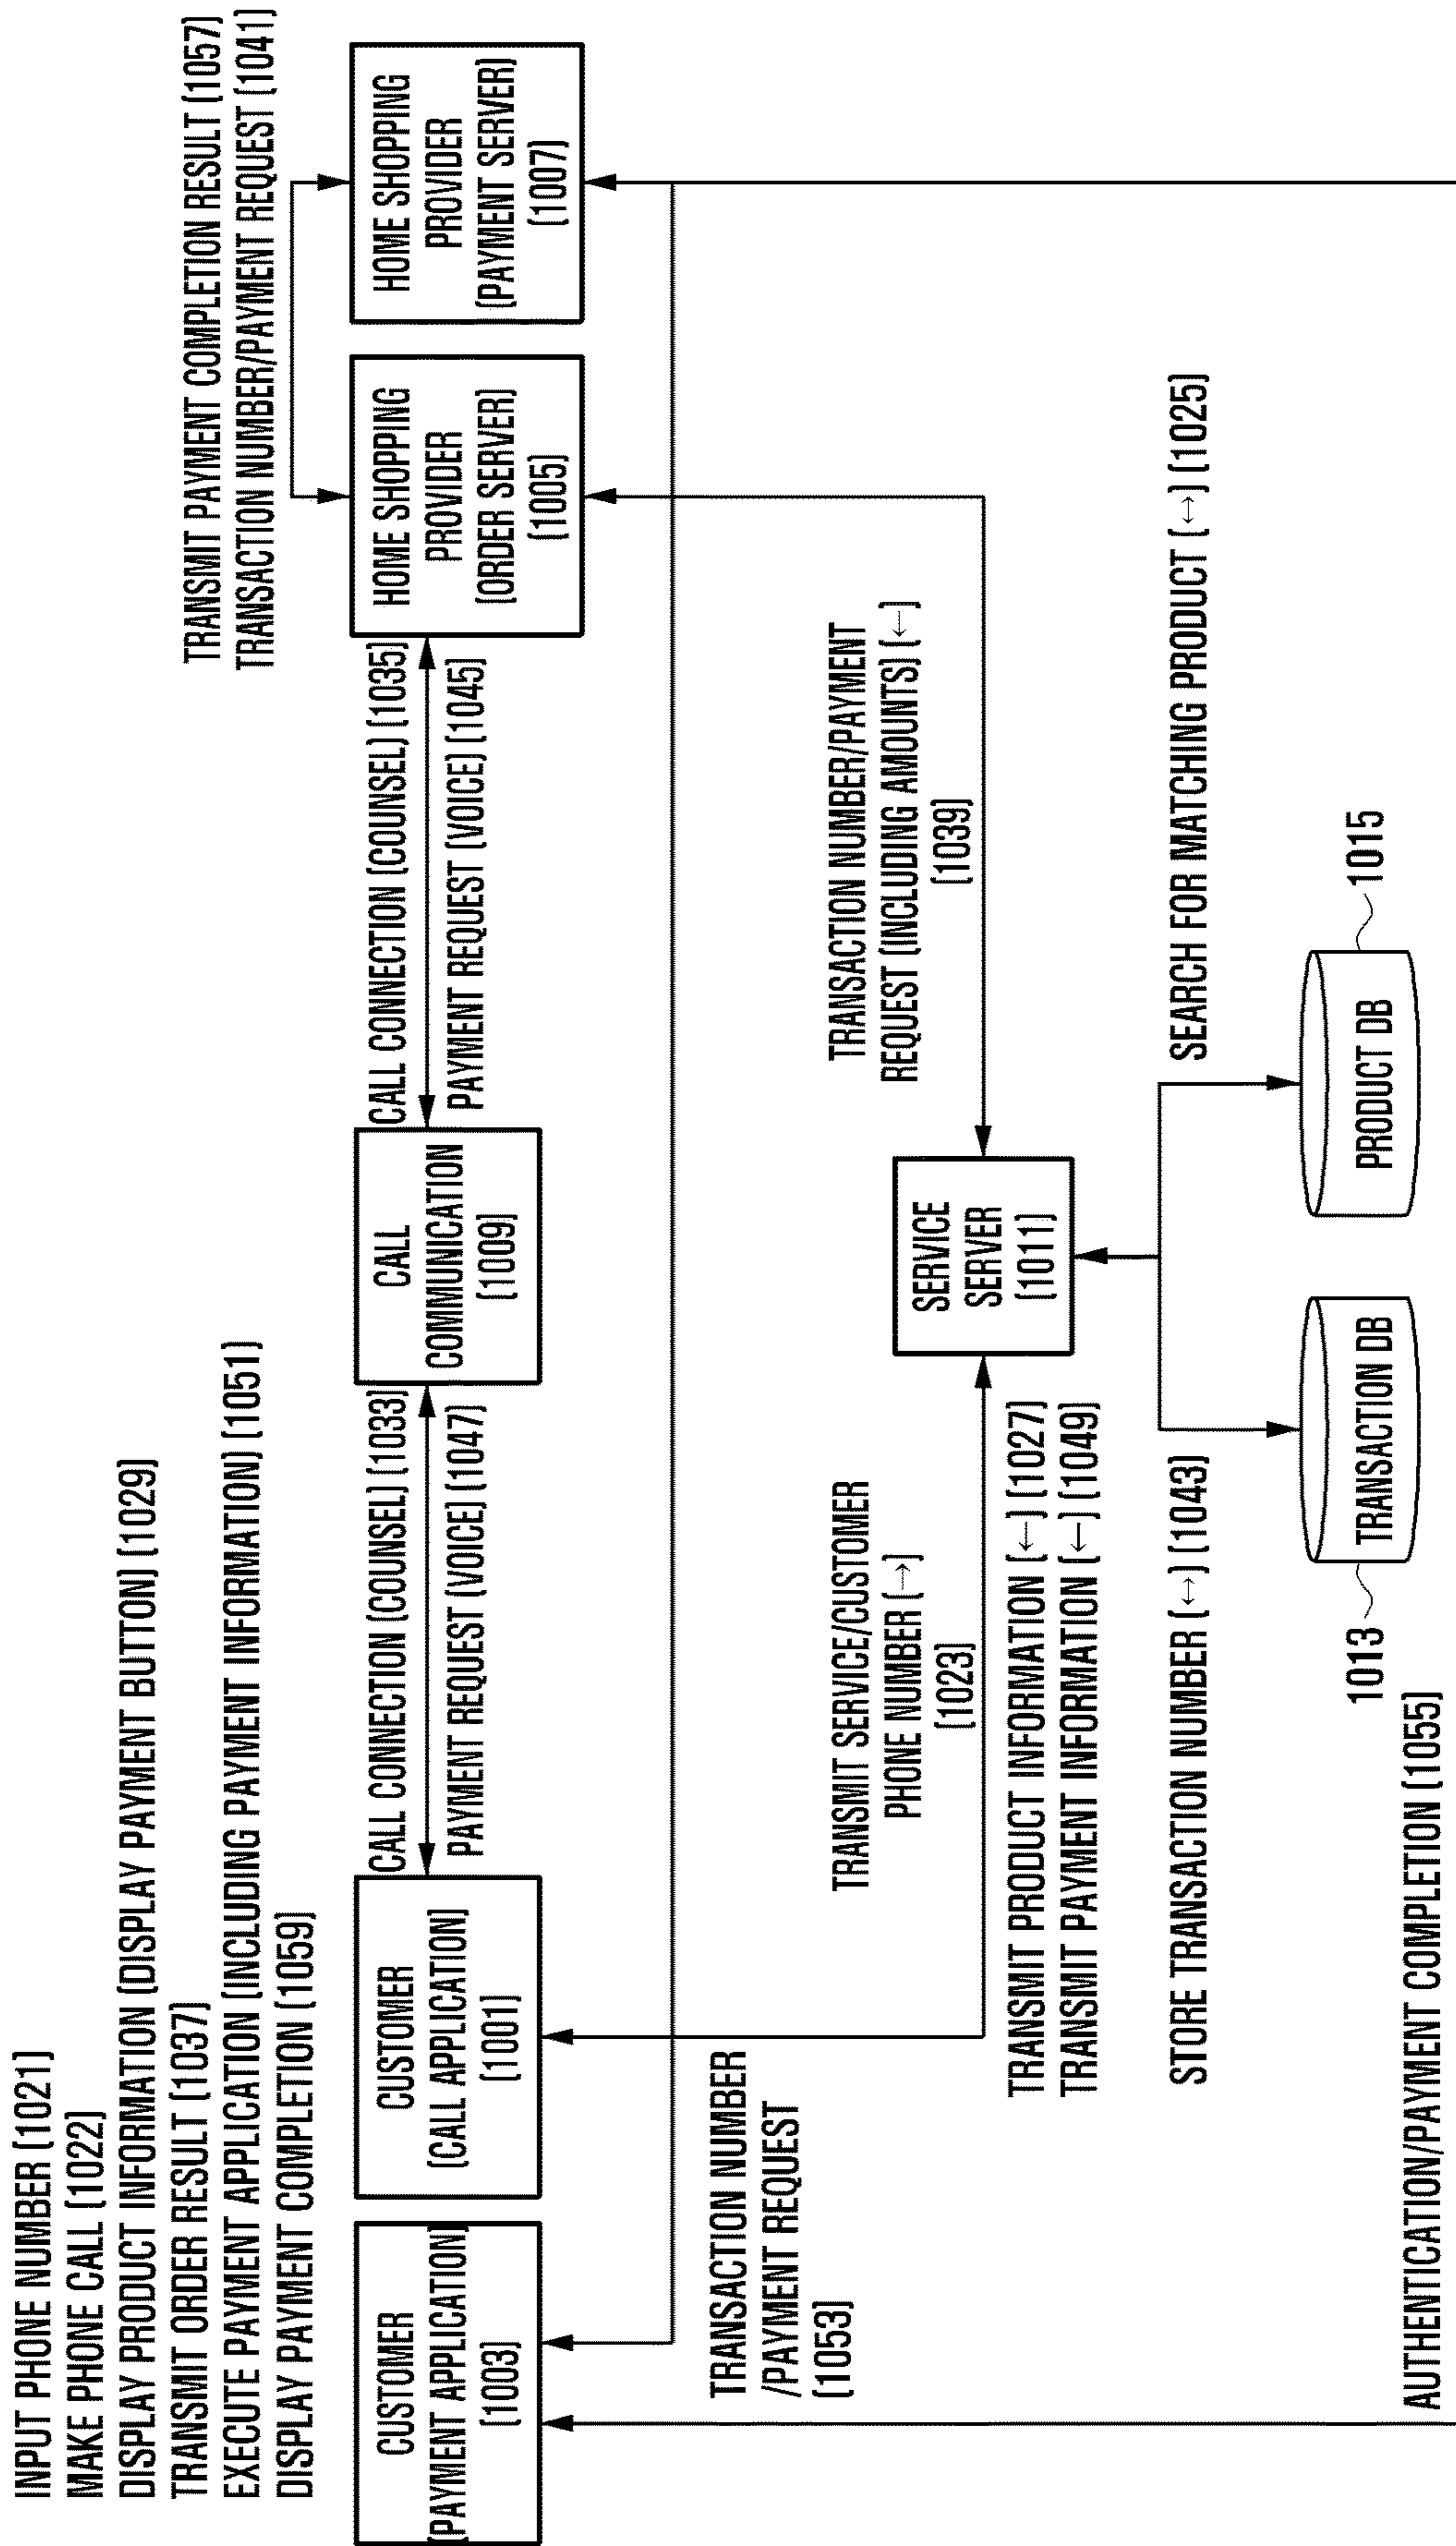 INPUT PHONE NUMBER (1021)
MAKE PHONE CALL (1022)
DISPLAY PRODUCT INFORMATION (DISPLAY PAYMENT BUTTON) (1029)
TRANSMIT ORDER RESULT (1037)
EXECUTE PAYMENT APPLICATION (INCLUDING PAYMENT INFORMATION) (1051)
DISPLAY PAYMENT COMPLETION (1059)
TRANSMIT PAYMENT COMPLETION RESULT (1057)
TRANSACTION NUMBER/PAYMENT REQUEST (1041)
CUSTOMER
(PAYMENT APPLICATION)
(1003)
CUSTOMER
(CALL APPLICATION)
(1001)
CALL CONNECTION (COUNSEL) (1033)
PAYMENT REQUEST (VOICE) (1047)
CALL
COMMUNICATION
(1009)
CALL CONNECTION (COUNSEL) (1035)
PAYMENT REQUEST (VOICE) (1045)
HOME SHOPPING
PROVIDER
(ORDER SERVER)
(1005)
HOME SHOPPING
PROVIDER
(PAYMENT SERVER)
(1007)
TRANSACTION NUMBER
/PAYMENT REQUEST
(1053)
TRANSMIT SERVICE/CUSTOMER
PHONE NUMBER (→)
(1023)
TRANSMIT PRODUCT INFORMATION (←) (1027)
TRANSMIT PAYMENT INFORMATION (←) (1049)
SERVICE
SERVER
(1011)
TRANSACTION NUMBER/PAYMENT
REQUEST (INCLUDING AMOUNTS) (←)
(1039)
STORE TRANSACTION NUMBER (↔) (1043)
SEARCH FOR MATCHING PRODUCT (↔) (1025)
1013
TRANSACTION DB
PRODUCT DB
1015
AUTHENTICATION/PAYMENT COMPLETION (1055)